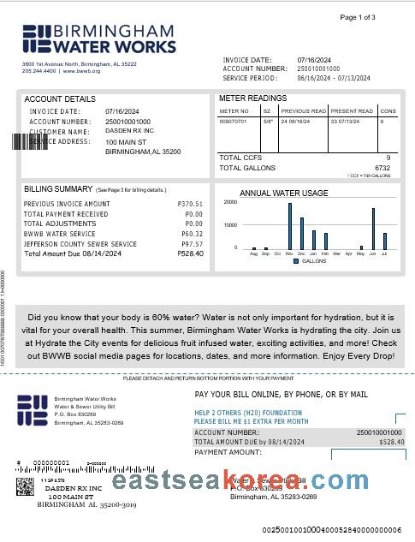 Page 1 of 3
BIRMINGHAM
WATER WORKS
3600 1st Avenue North, Birmingham, AL 35222
205.244.4400 | www.bwwb.org
INVOICE DATE: 07/16/2024
ACCOUNT NUMBER: 250010001000
SERVICE PERIOD: 06/16/2024 - 07/13/2024
ACCOUNT DETAILS
INVOICE DATE: 07/16/2024
ACCOUNT NUMBER: 250010001000
CUSTOMER NAME: DASDEN RX INC
SERVICE ADDRESS: 100 MAIN ST
BIRMINGHAM,AL 35200
METER READINGS
METER NO SZ PREVIOUS READ PRESENT READ CONS
24 06/16/24 33 07/13/24
TOTAL CCFS 9
TOTAL GALLONS 6732
1 CCF = 748 GALLONS
BILLING SUMMARY (See Page 3 for billing details.)
PREVIOUS INVOICE AMOUNT P370.51
TOTAL PAYMENT RECEIVED P0.00
TOTAL ADJUSTMENTS P0.00
BWWB WATER SERVICE P60.32
JEFFERSON COUNTY SEWER SERVICE P97.57
Total Amount Due 08/14/2024 P528.40
ANNUAL WATER USAGE
20000
10000
0
Aug Sep Oct Nov Dec Jan Feb Mar Apr May Jun Jul
GALLONS
Did you know that your body is 60% water? Water is not only important for hydration, but it is
vital for your overall health. This summer, Birmingham Water Works is hydrating the city. Join us
at Hydrate the City events for delicious fruit infused water, exciting activities, and more! Check
out BWWB social media pages for locations, dates, and more information. Enjoy Every Drop!
PLEASE DETACH AND RETURN BOTTOM PORTION WITH YOUR PAYMENT
Birmingham Water Works
Water & Sewer Utility Bill
P.O. Box 830269
Birmingham, AL 35283-0269
PAY YOUR BILL ONLINE, BY PHONE, OR BY MAIL
HELP 2 OTHERS (H2O) FOUNDATION
PLEASE BILL ME $1 EXTRA PER MONTH
ACCOUNT NUMBER: 250010001000
TOTAL AMOUNT DUE by 08/14/2024 $528.40
PAYMENT AMOUNT:
# 000000001
DASDEN RX INC
100 MAIN ST
BIRMINGHAM AL 35200-3019
eastseakorea.com
P.O. Box 830269
Birmingham, AL 35283-0269